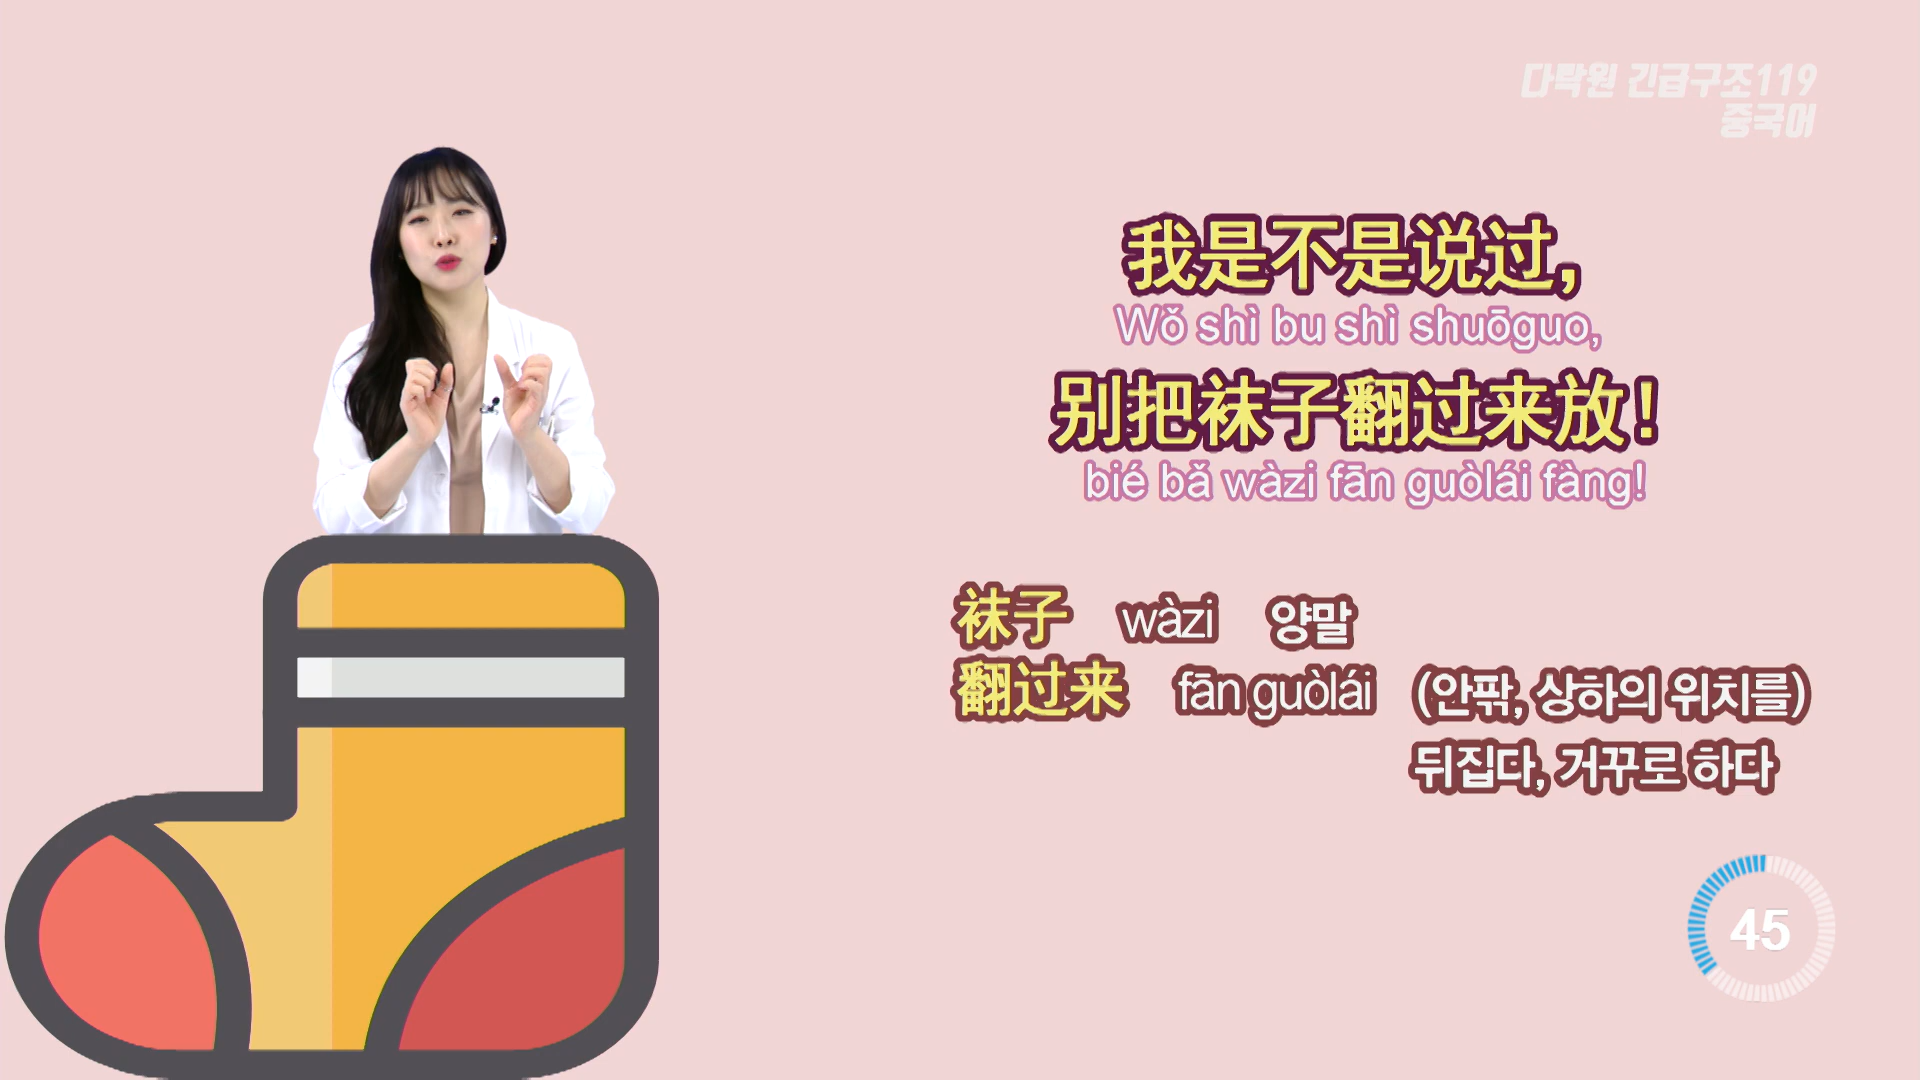 다락원 긴급구조119
중국어
我是不是说过,
Wǒ shì bu shì shuōguo,
别把袜子翻过来放!
bié bǎ wàzi fān guòlái fàng!
袜子 wàzi 양말
翻过来 fān guòlái (안팎, 상하의 위치를)
뒤집다, 거꾸로 하다
45